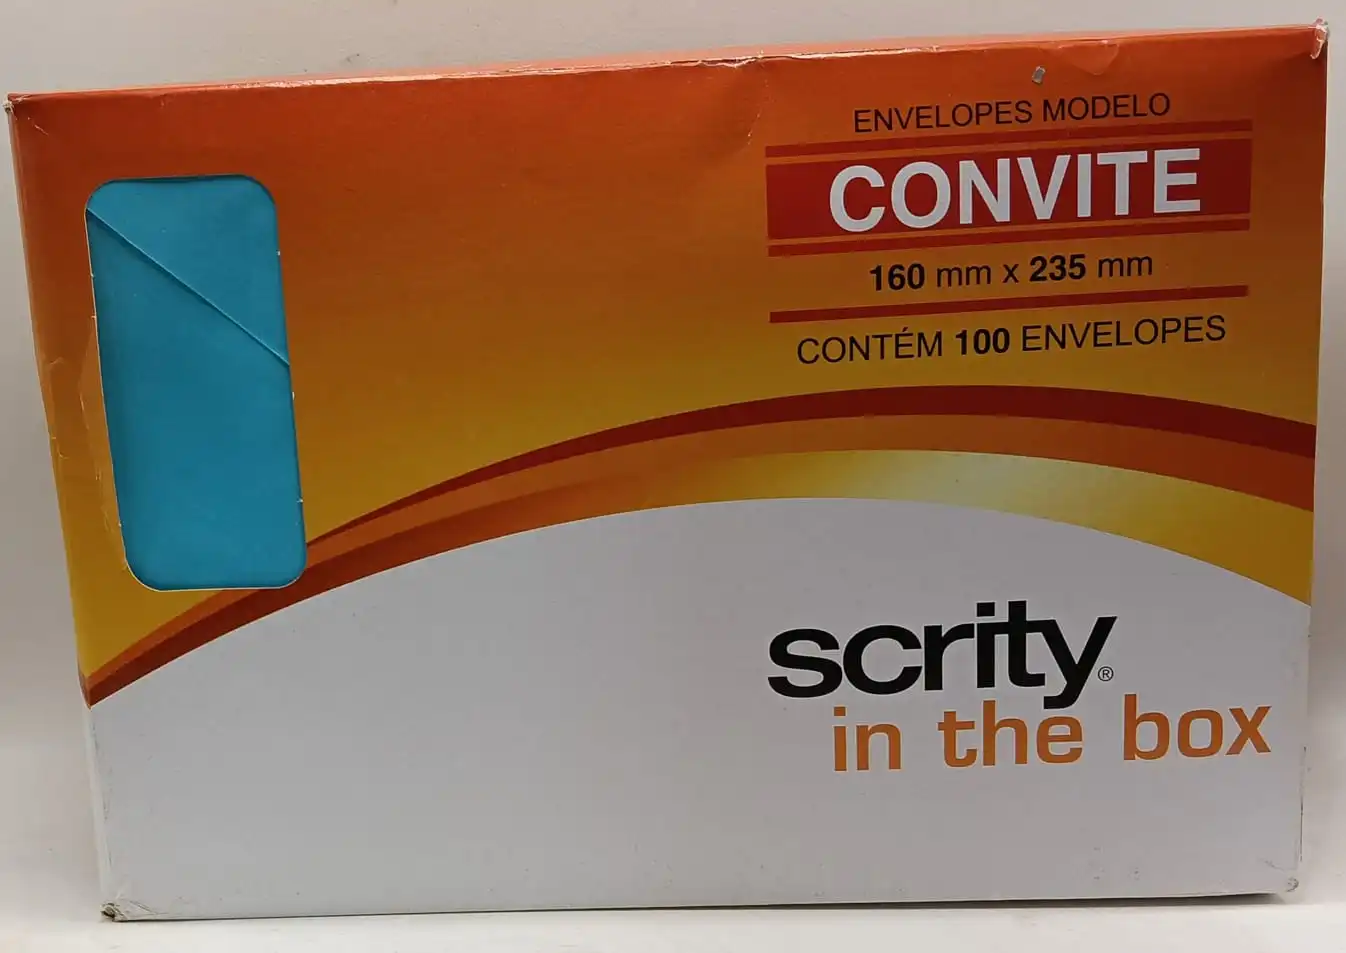 ENVELOPES MODELO
CONVITE
160 mm x 235 mm
CONTÉM 100 ENVELOPES
scrity®
in the box